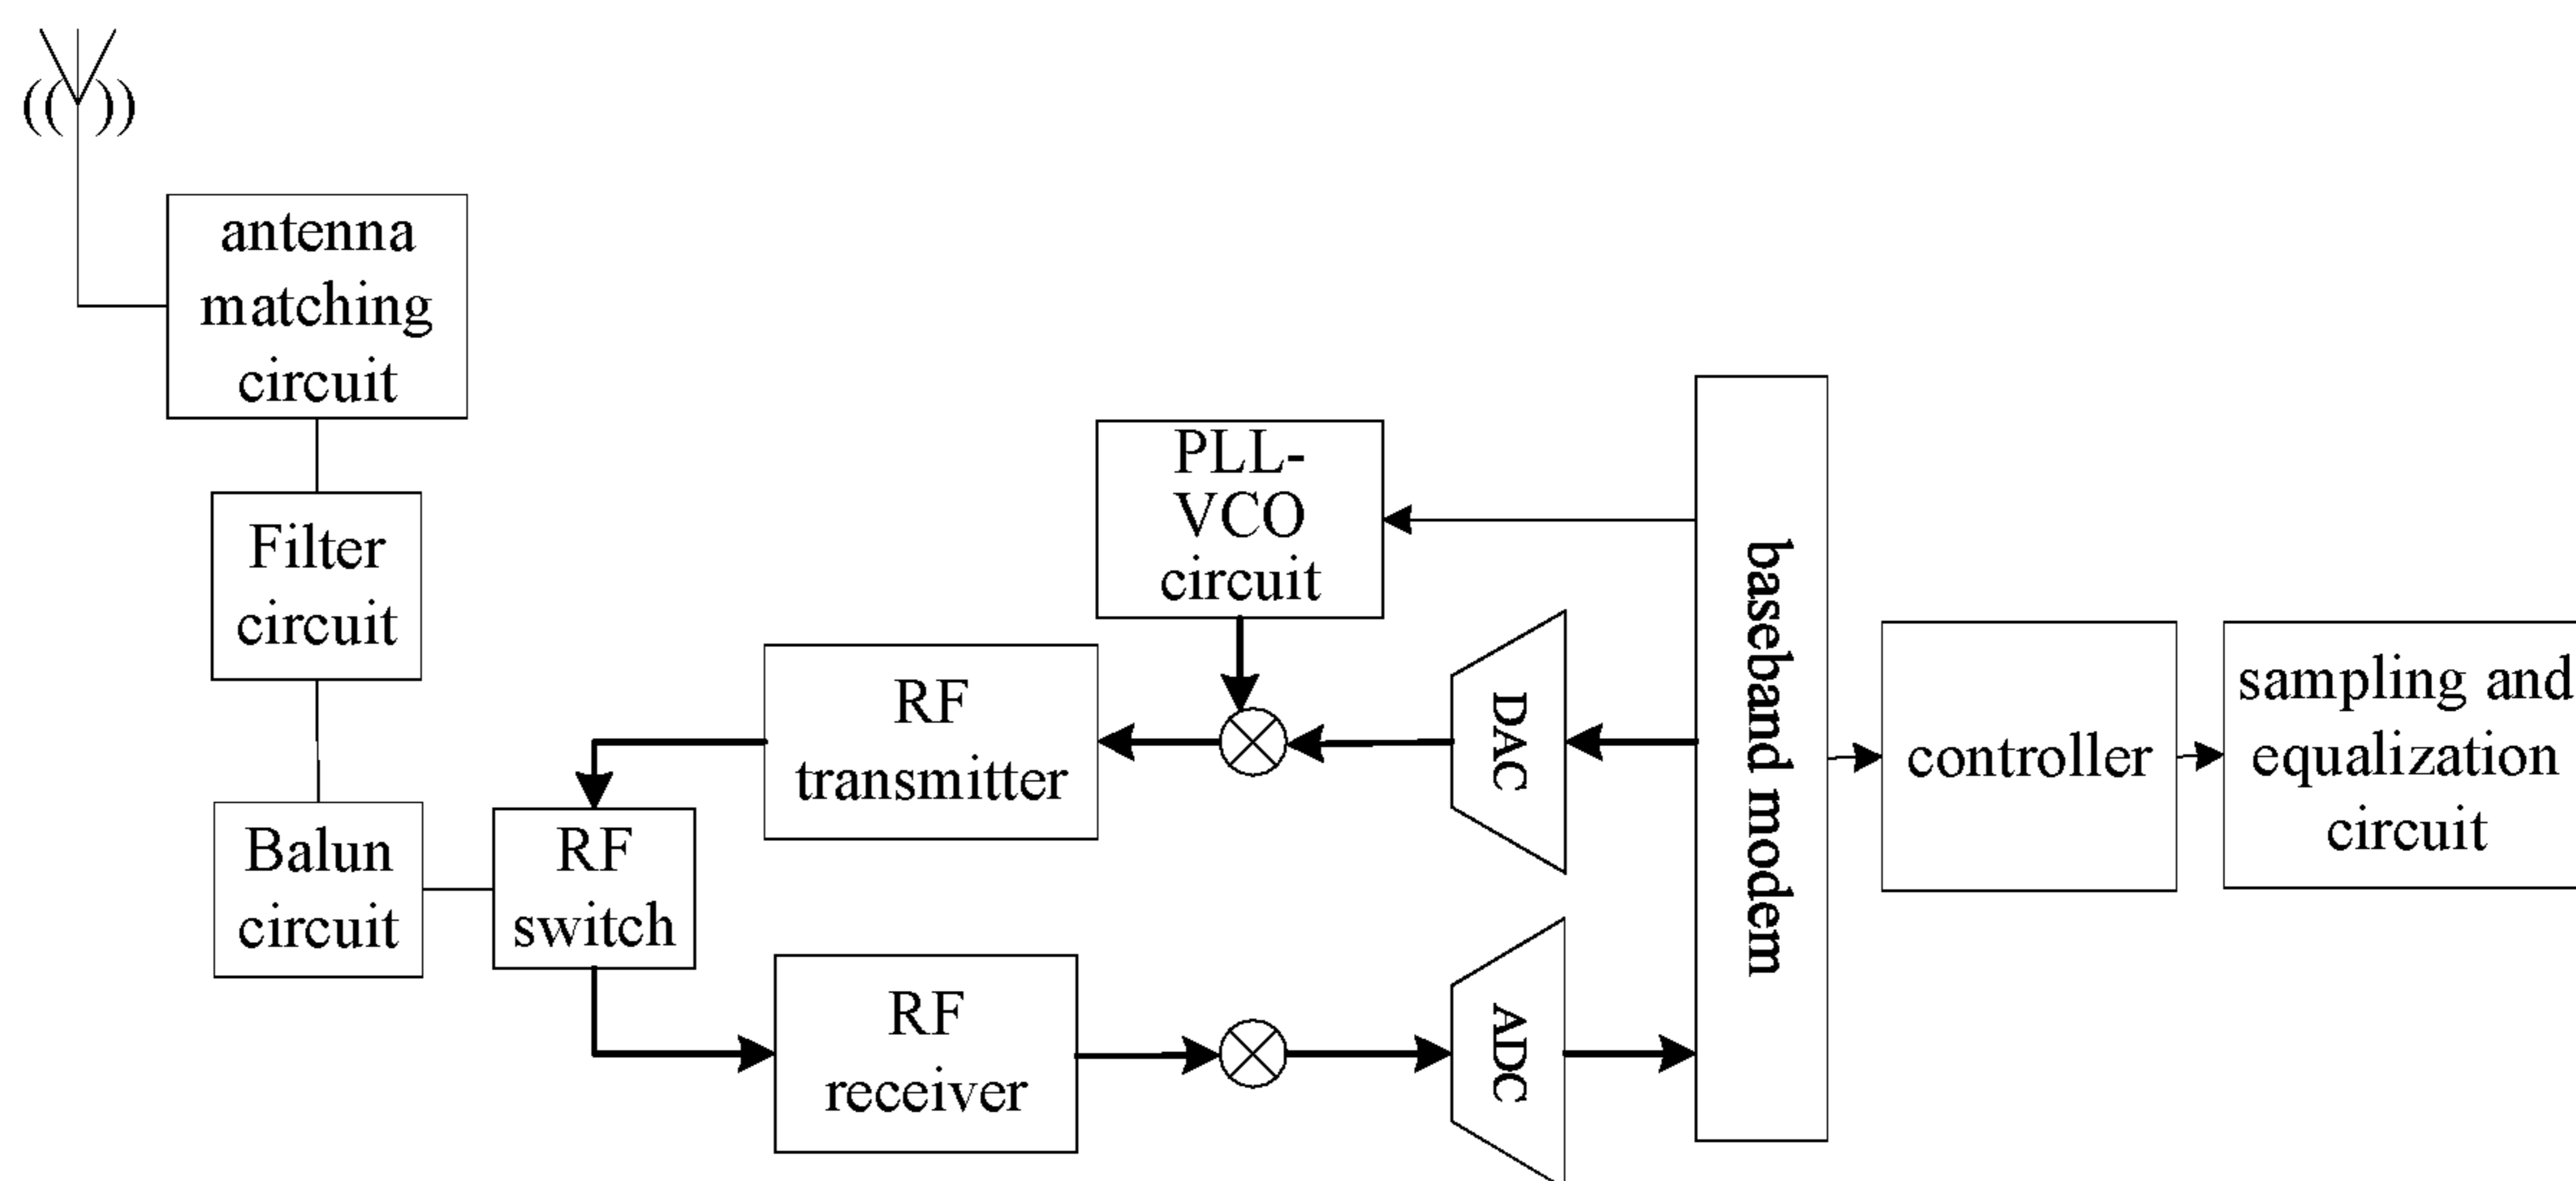 antenna
matching
circuit
Filter
circuit
Balun
circuit
RF
switch
RF
transmitter
RF
receiver
PLL-
VCO
circuit
DAC
ADC
baseband modem
controller
sampling and
equalization
circuit